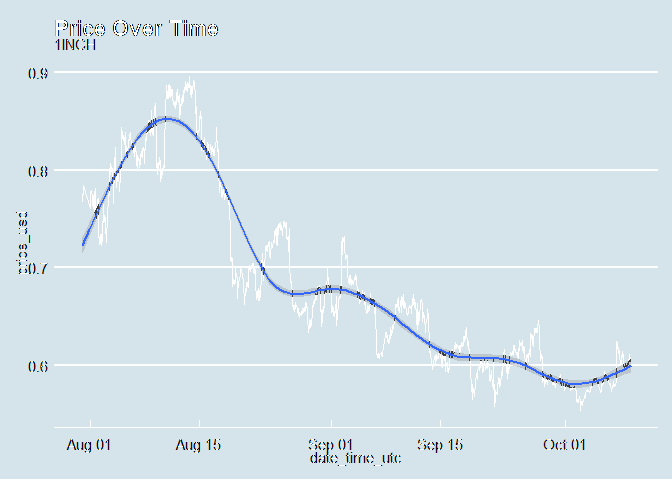 Price Over Time
1INCH
0.9
0.8
0.7
0.6
price_usd
Aug 01 Aug 15 Sep 01 Sep 15 Oct 01
date_time_utc